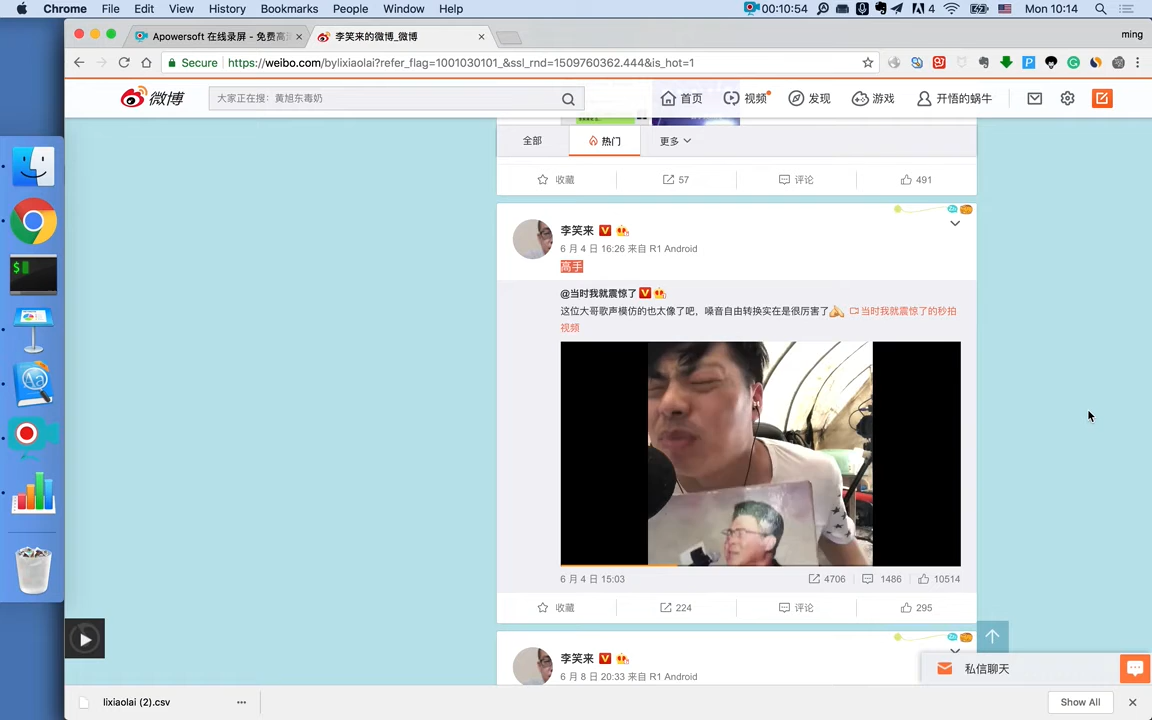 Chrome File Edit View History Bookmarks People Window Help 00:10:54 4 Mon 10:14
Apowersoft 在线录屏 - 免费高
李笑来的微博_微博
ming
Secure https://weibo.com/bylixiaolai?refer_flag=1001030101_&ssl_rnd=1509760362.444&is_hot=1
微博
大家正在搜：黄旭东毒奶
首页 视频 发现 游戏 开悟的蜗牛
全部 热门 更多
收藏 57 评论 491
李笑来
6 月 4 日 16:26 来自 R1 Android
高手
@当时我就震惊了
这位大哥歌声模仿的也太像了吧，嗓音自由转换实在是很厉害了 当时我就震惊了的秒拍
视频
6 月 4 日 15:03 4706 1486 10514
收藏 224 评论 295
李笑来
6 月 8 日 20:33 来自 R1 Android
私信聊天
lixiaolai (2).csv
Show All